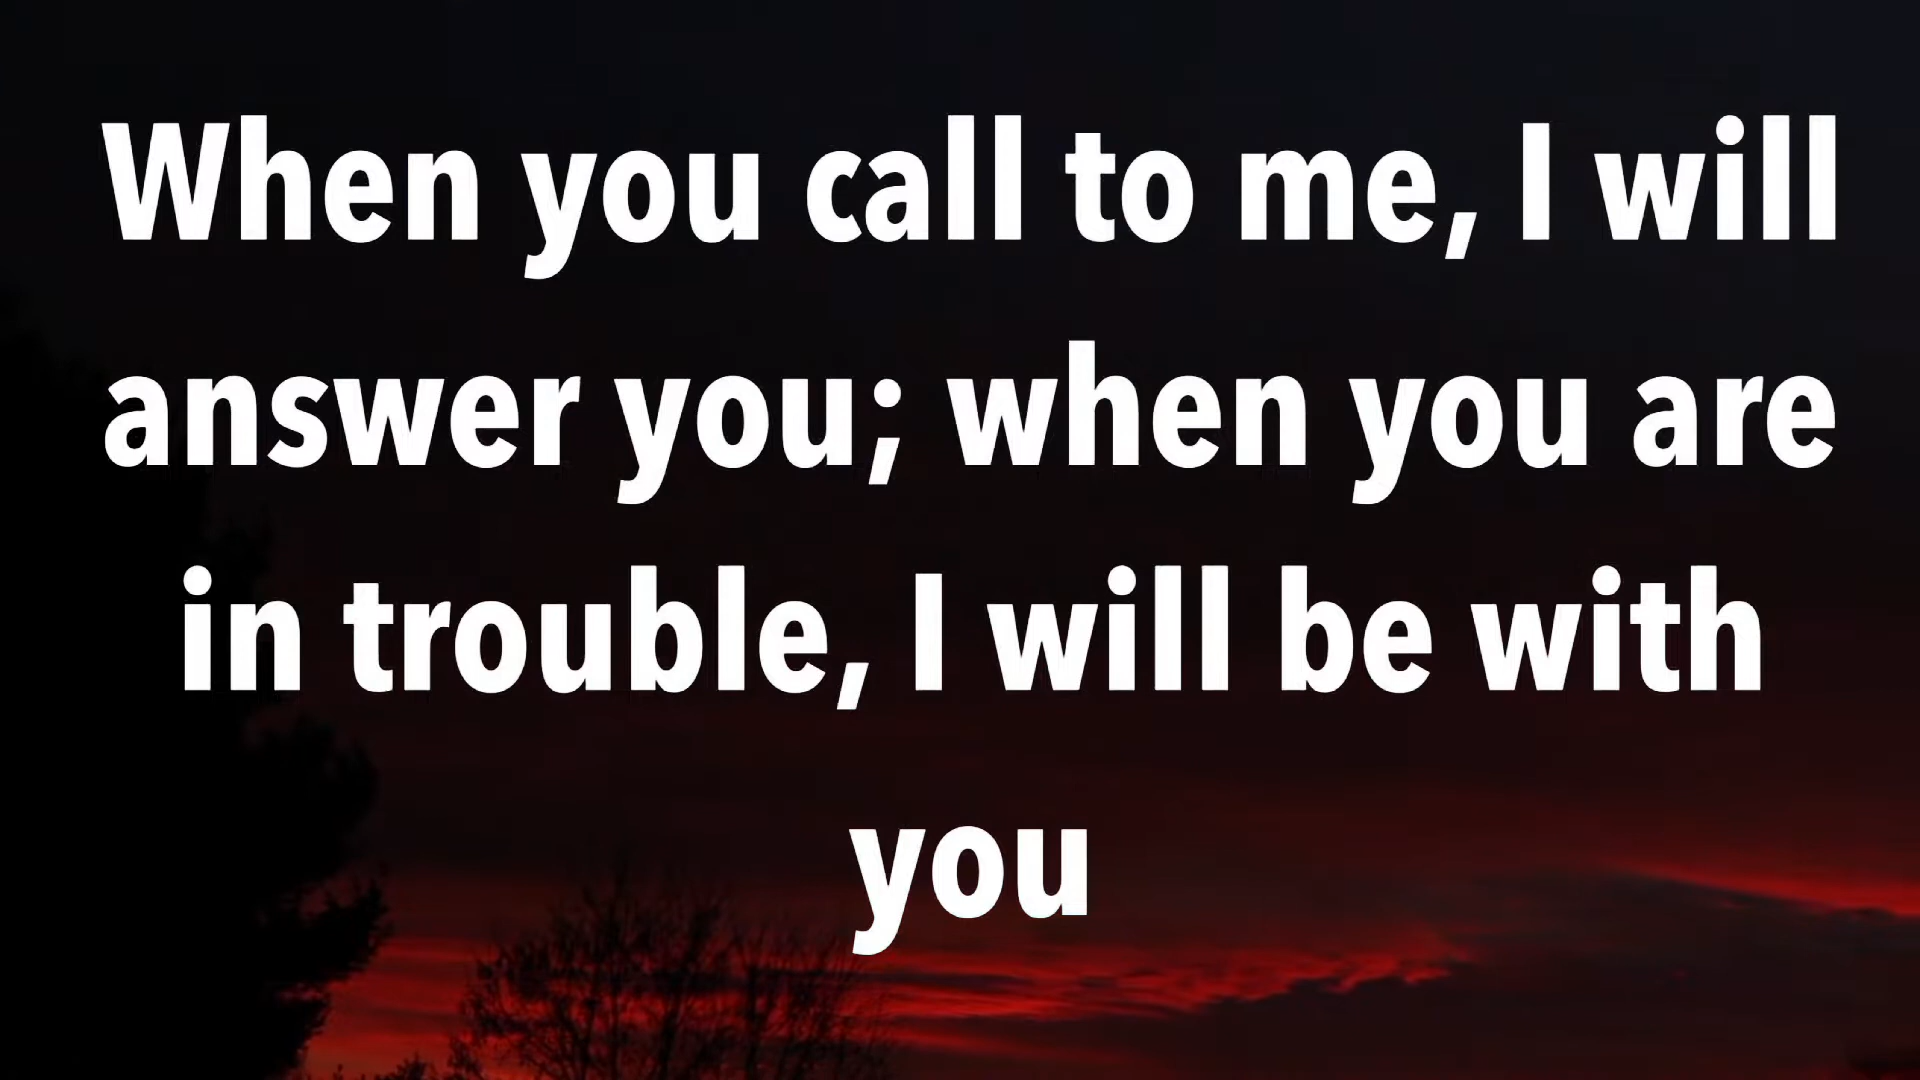 When you call to me, I will
answer you; when you are
in trouble, I will be with
you